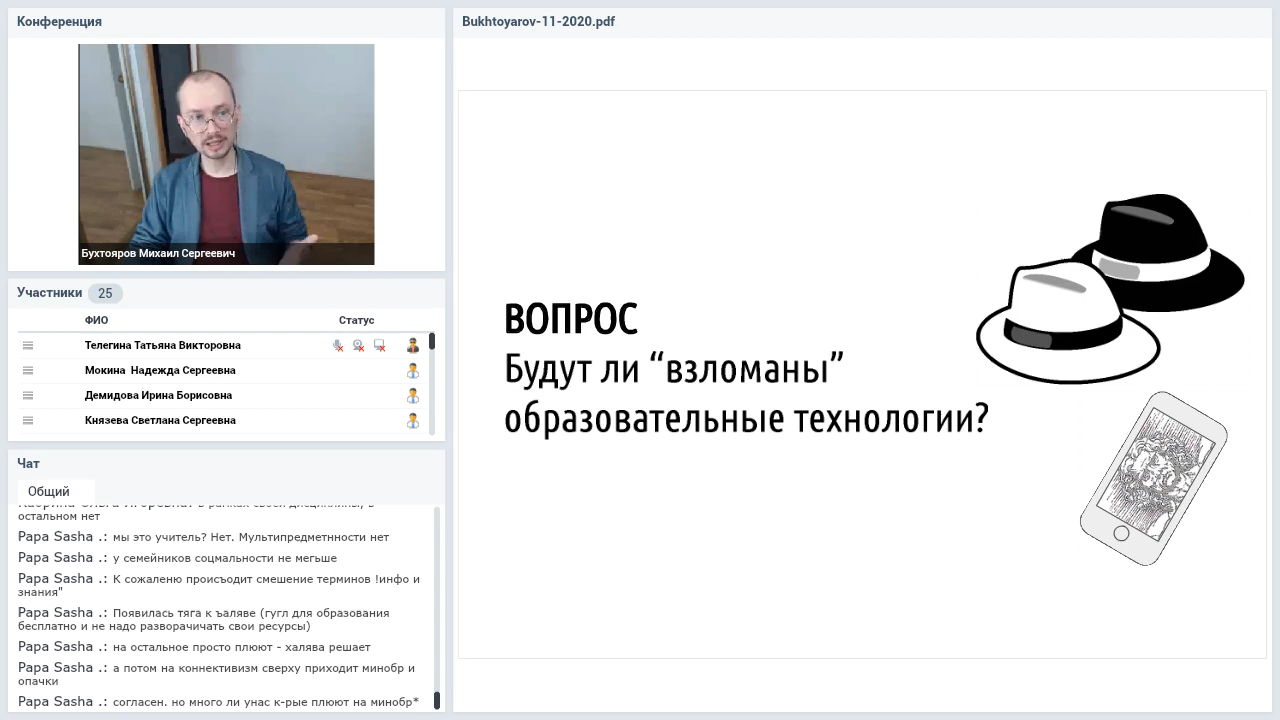 Конференция
Бухтояров Михаил Сергеевич
Участники 25
ФИО Статус
Телегина Татьяна Викторовна
Мокина Надежда Сергеевна
Демидова Ирина Борисовна
Князева Светлана Сергеевна
Чат
Общий
остальном нет
Papa Sasha .: мы это учитель? Нет. Мультипредметнности нет
Papa Sasha .: у семейников соцмальности не мегьше
Papa Sasha .: К сожаленю происъодит смешение терминов !инфо и
знания"
Papa Sasha .: Появилась тяга к ъаляве (гугл для образования
бесплатно и не надо разворачичать свои ресурсы)
Papa Sasha .: на остальное просто плюют - халява решает
Papa Sasha .: а потом на коннективизм сверху приходит минобр и
опачки
Papa Sasha .: согласен. но много ли унас к-рые плюют на минобр*
Bukhtoyarov-11-2020.pdf
ВОПРОС
Будут ли “взломаны”
образовательные технологии?